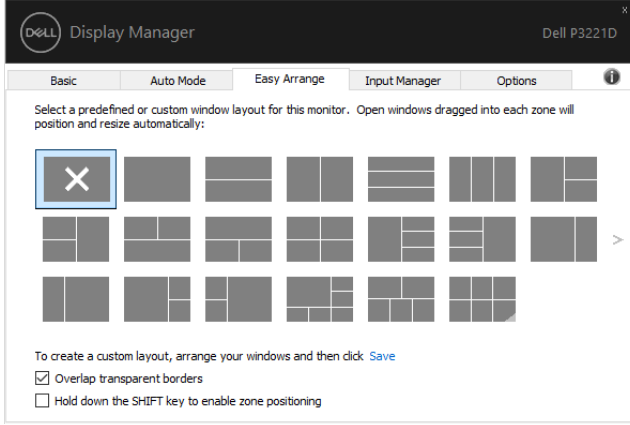 x
DELL Display Manager Dell P3221D
Basic Auto Mode Easy Arrange Input Manager Options i
Select a predefined or custom window layout for this monitor. Open windows dragged into each zone will
position and resize automatically:
>
To create a custom layout, arrange your windows and then click Save
Overlap transparent borders
Hold down the SHIFT key to enable zone positioning